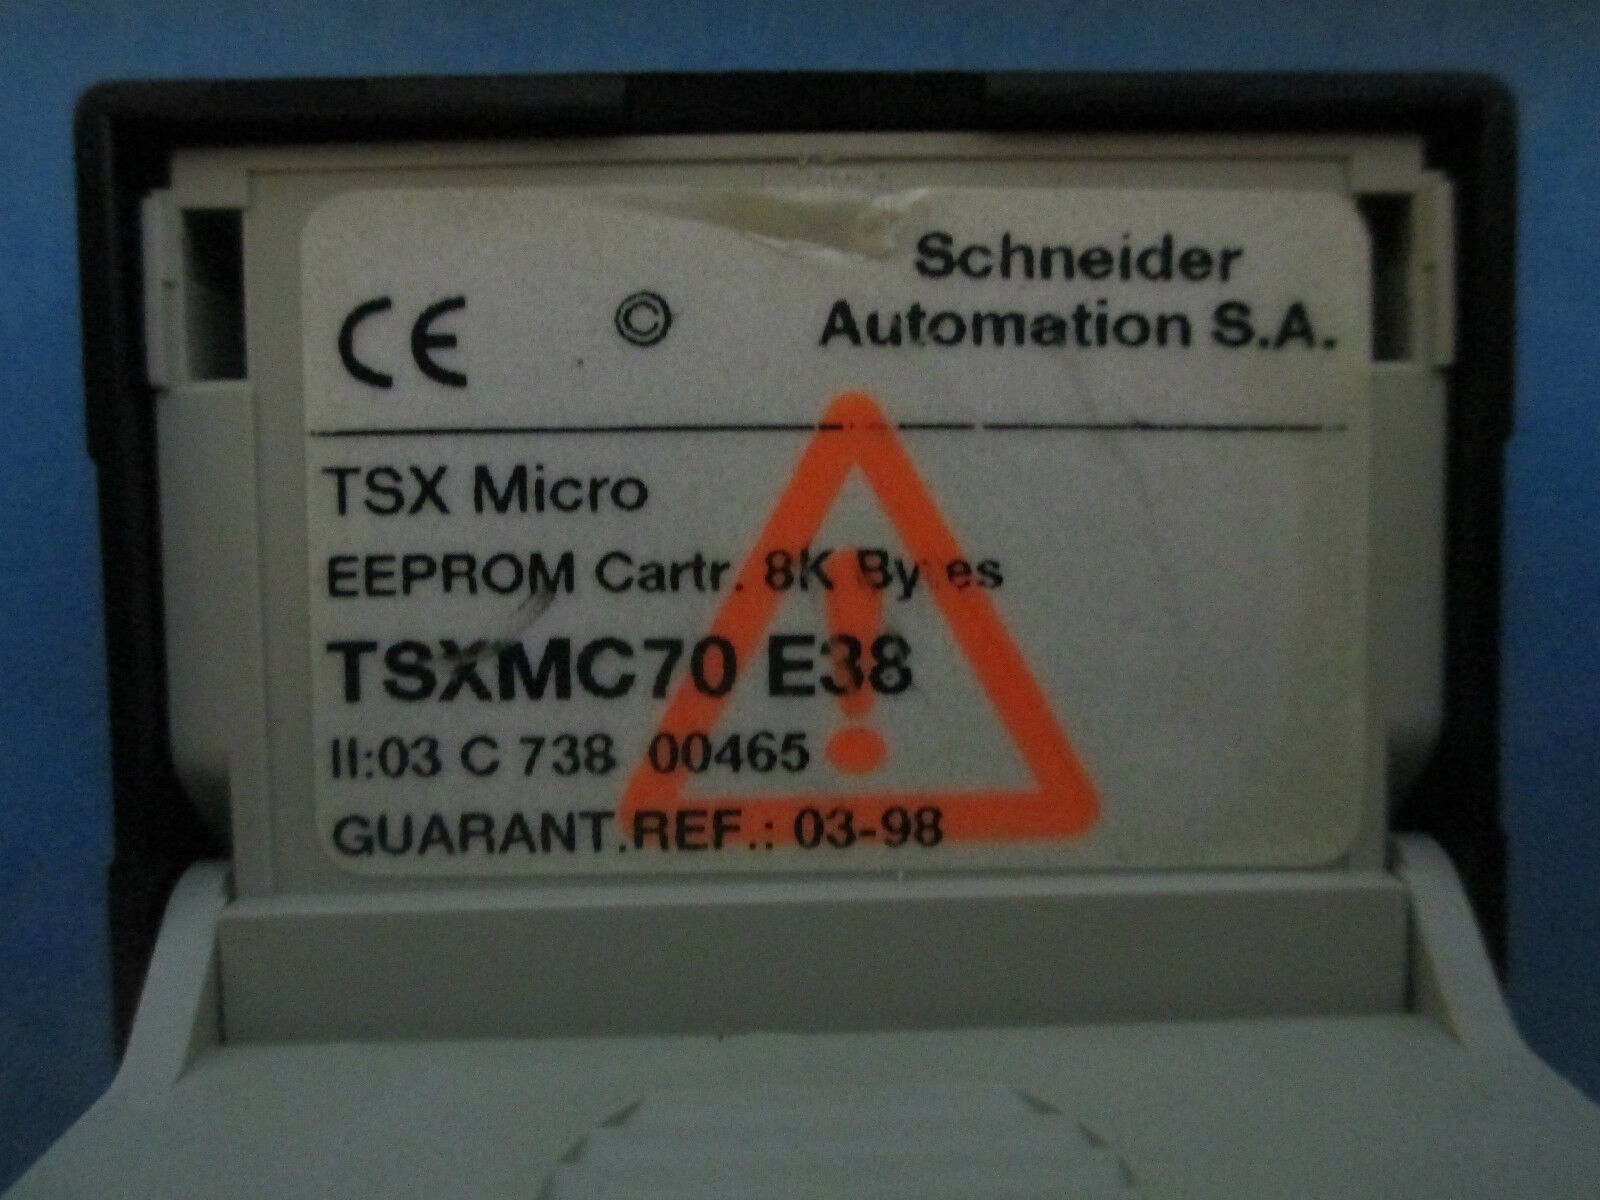 Schneider
CE © Automation S.A.
TSX Micro
EEPROM Cartr. 8K Bytes
TSXMC70 E38
II:03 C 738 00465
GUARANT.REF.: 03-98